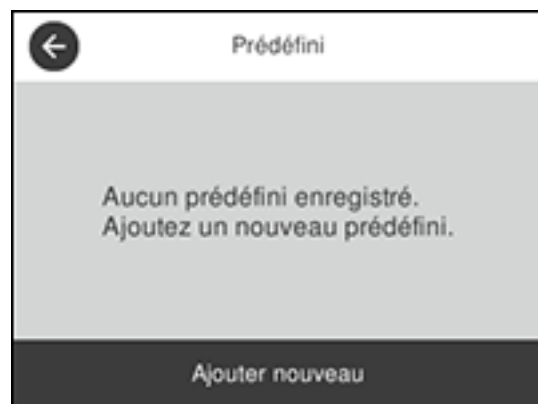 Prédéfini
Aucun prédéfini enregistré.
Ajoutez un nouveau prédéfini.
Ajouter nouveau